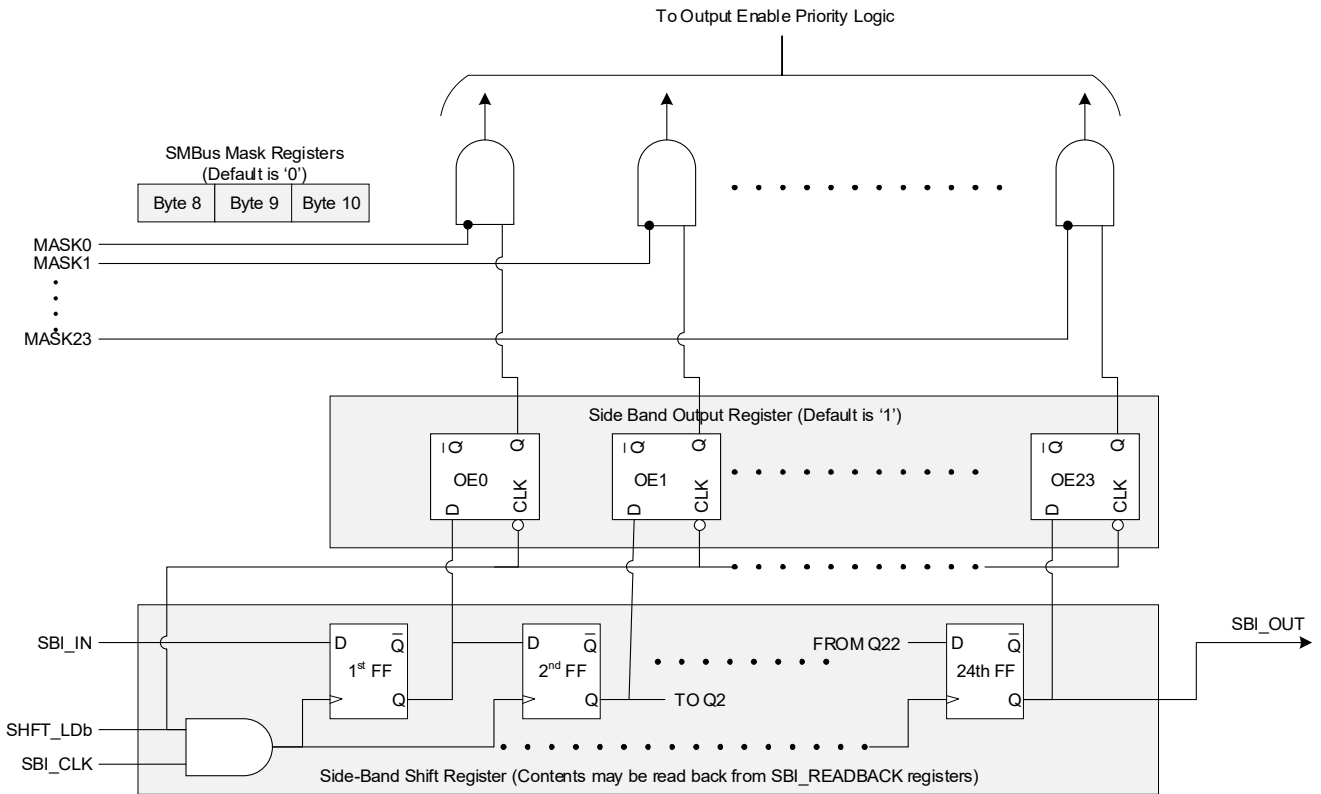 To Output Enable Priority Logic
SMBus Mask Registers
(Default is ‘0’)
Byte 8 Byte 9 Byte 10
MASK0
MASK1
MASK23
Side Band Output Register (Default is ‘1’)
Q Q Q Q Q Q
OE0 OE1 OE23
D CLK D CLK D CLK
SBI_IN
D Q
1st FF
Q
D Q
2nd FF
Q
TO Q2
FROM Q22
D Q
24th FF
Q
SBI_OUT
SHFT_LDb
SBI_CLK
Side-Band Shift Register (Contents may be read back from SBI_READBACK registers)